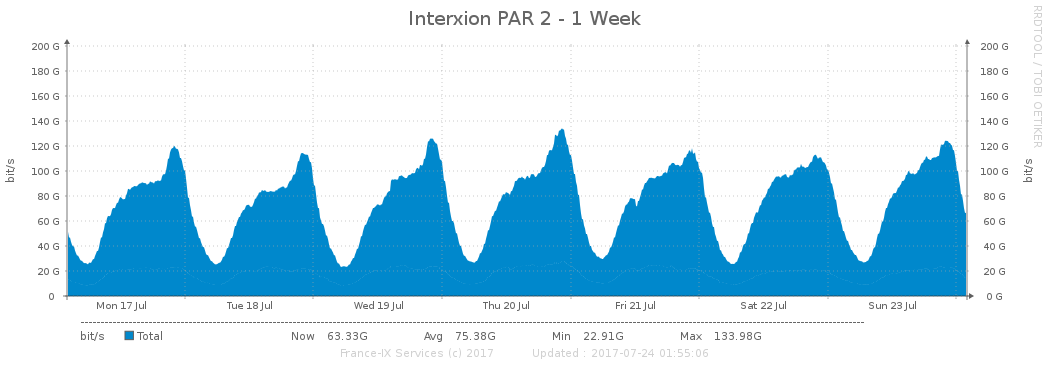 Interxion PAR 2 - 1 Week
RRDTOOL / TOBI OETIKER
200 G 200 G
180 G 180 G
160 G 160 G
140 G 140 G
120 G 120 G
100 G 100 G
80 G 80 G
60 G 60 G
40 G 40 G
20 G 20 G
0 0 G
bit/s bit/s
Mon 17 Jul Tue 18 Jul Wed 19 Jul Thu 20 Jul Fri 21 Jul Sat 22 Jul Sun 23 Jul
bit/s Total Now 63.33G Avg 75.38G Min 22.91G Max 133.98G
France-IX Services (c) 2017 Updated : 2017-07-24 01:55:06